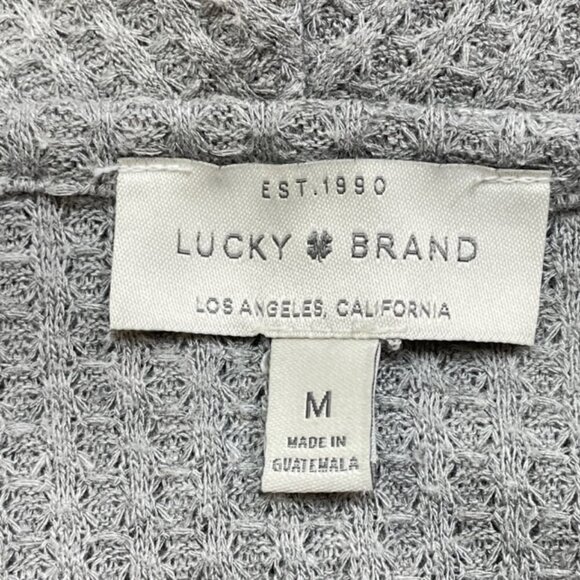 EST.1990
LUCKY BRAND
LOS ANGELES, CALIFORNIA
M
MADE IN
GUATEMALA